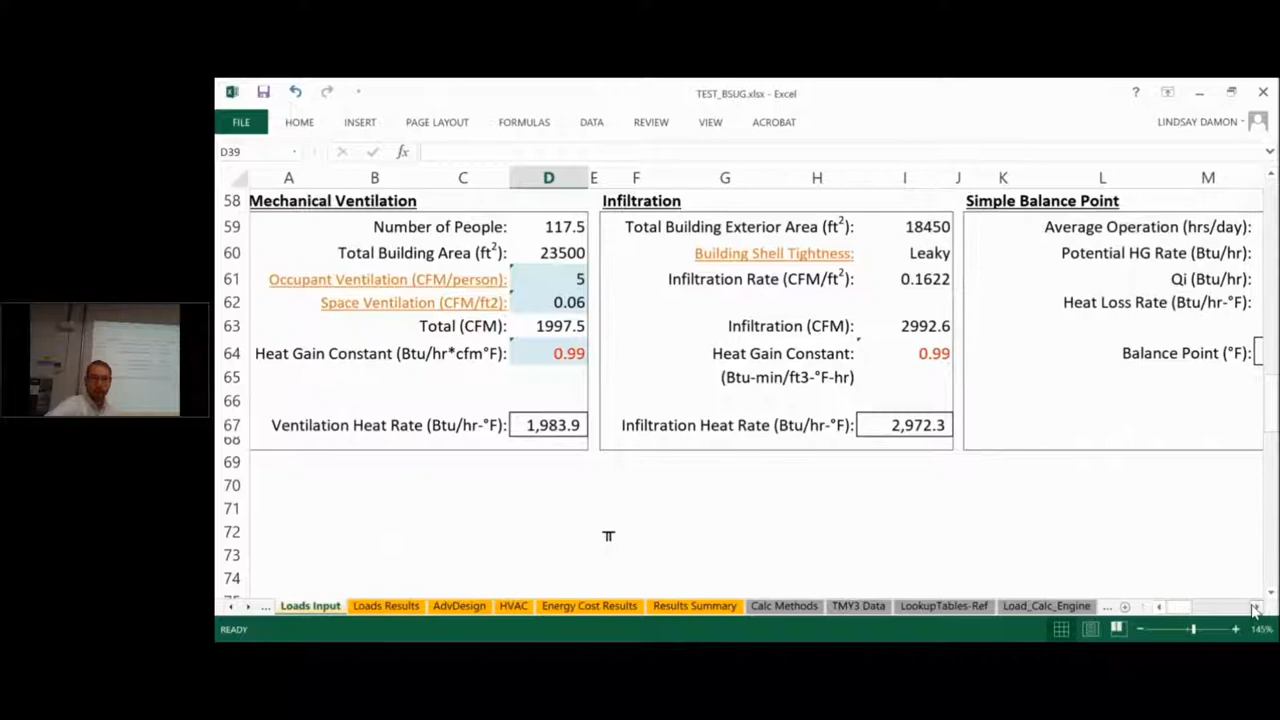 TEST_BSUG.xlsx - Excel
?
FILE HOME INSERT PAGE LAYOUT FORMULAS DATA REVIEW VIEW ACROBAT LINDSAY DAMON
D39 fx
A B C D E F G H I J K L M
58 Mechanical Ventilation Infiltration Simple Balance Point
59 Number of People: 117.5 Total Building Exterior Area (ft²): 18450 Average Operation (hrs/day):
60 Total Building Area (ft²): 23500 Building Shell Tightness: Leaky Potential HG Rate (Btu/hr):
61 Occupant Ventilation (CFM/person): 5 Infiltration Rate (CFM/ft²): 0.1622 Qi (Btu/hr):
62 Space Ventilation (CFM/ft2): 0.06 Heat Loss Rate (Btu/hr-°F):
63 Total (CFM): 1997.5 Infiltration (CFM): 2992.6
64 Heat Gain Constant (Btu/hr*cfm°F): 0.99 Heat Gain Constant: 0.99 Balance Point (°F):
65 (Btu-min/ft3-°F-hr)
66
67 Ventilation Heat Rate (Btu/hr-°F): 1,983.9 Infiltration Heat Rate (Btu/hr-°F): 2,972.3
68
69
70
71
72
73
74
... Loads Input Loads Results AdvDesign HVAC Energy Cost Results Results Summary Calc Methods TMY3 Data LookupTables-Ref Load_Calc_Engine ...
READY 145%